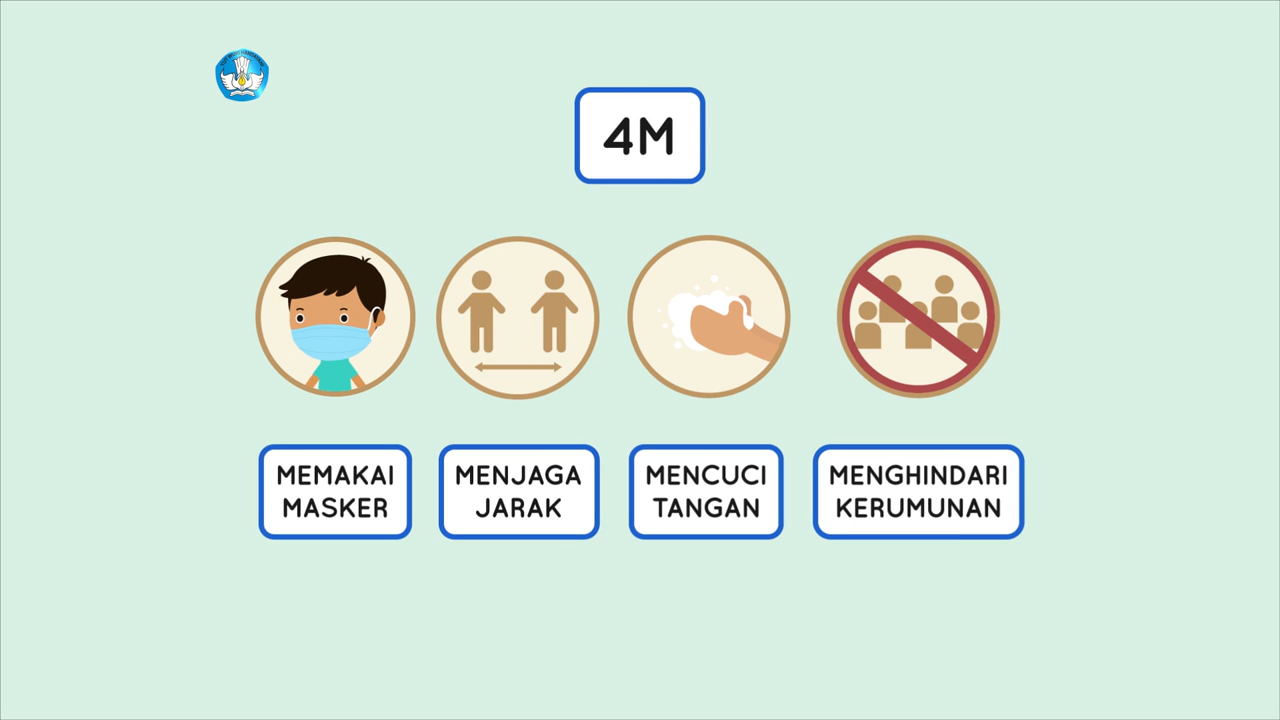 4M
MEMAKAI
MASKER
MENJAGA
JARAK
MENCUCI
TANGAN
MENGHINDARI
KERUMUNAN